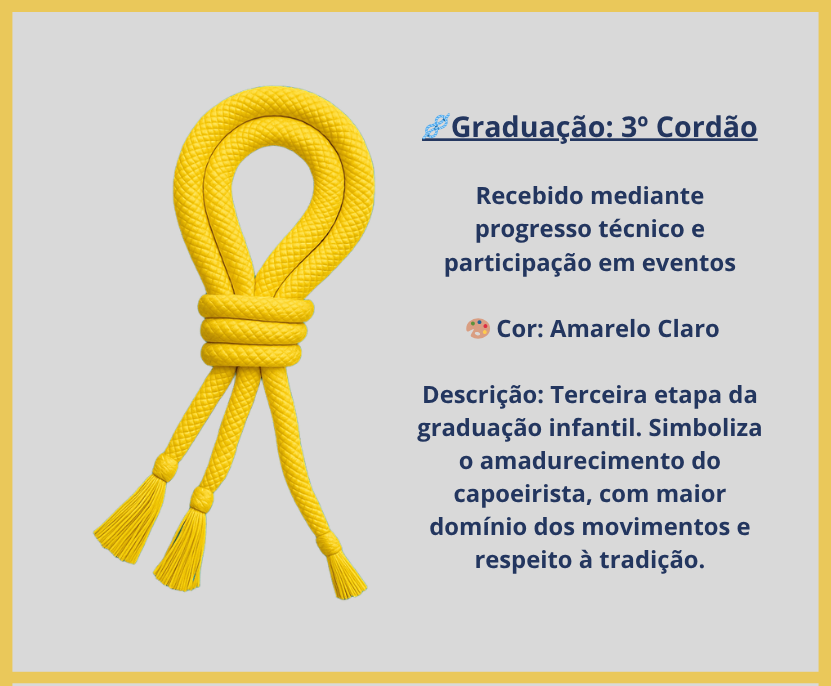 Graduação: 3º Cordão
Recebido mediante
progresso técnico e
participação em eventos
Cor: Amarelo Claro
Descrição: Terceira etapa da
graduação infantil. Simboliza
o amadurecimento do
capoeirista, com maior
domínio dos movimentos e
respeito à tradição.